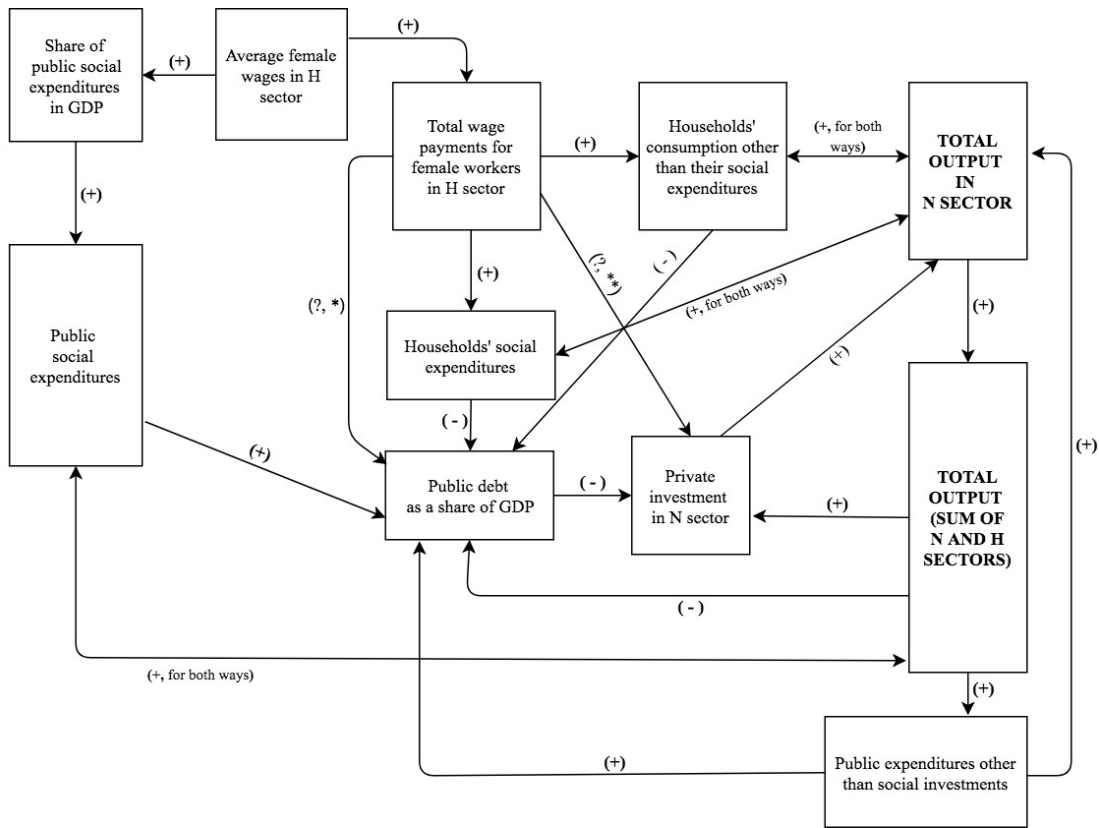 Share of
public social
expenditures
in GDP
(+)
Average female
wages in H
sector
(+)
Total wage
payments for
female workers
in H sector
(+)
Households'
consumption other
than their social
expenditures
(+, for both
ways)
TOTAL
OUTPUT
IN
N SECTOR
(+)
Public
social
expenditures
(?, *)
(+)
(?, **)
(-)
(+, for both ways)
(+)
Households' social
expenditures
(+)
(-)
(+)
(+)
Public debt
as a share of GDP
(-)
Private
investment
in N sector
(+)
TOTAL
OUTPUT
(SUM OF
N AND H
SECTORS)
(-)
(+, for both ways)
(+)
(+)
Public expenditures other
than social investments